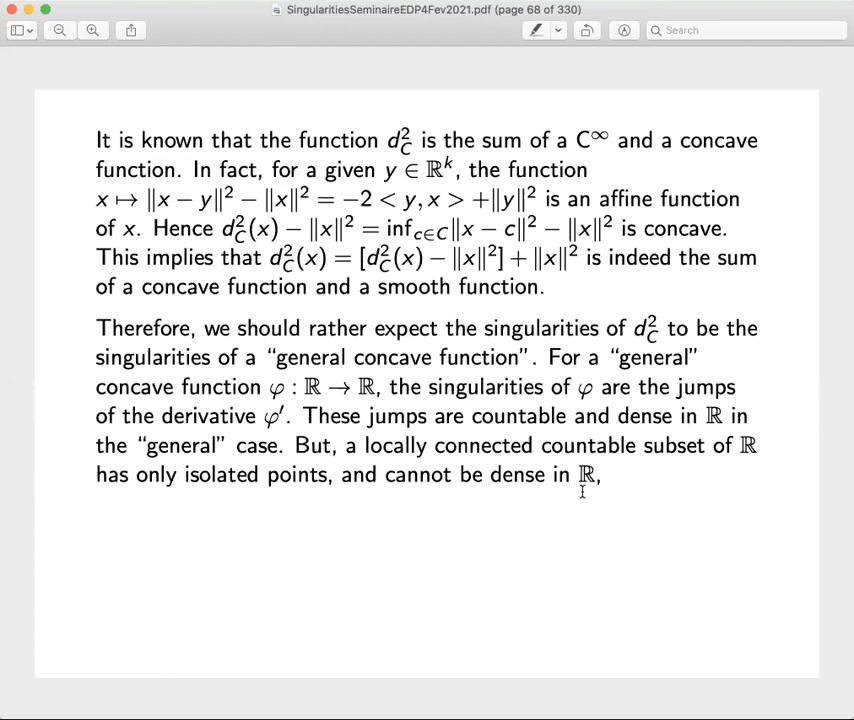 SingularitiesSeminaireEDP4Fev2021.pdf (page 68 of 330)
Search
It is known that the function d²_C is the sum of a C^∞ and a concave
function. In fact, for a given y ∈ ℝ^k, the function
x ↦ ‖x − y‖² − ‖x‖² = −2 < y, x > +‖y‖² is an affine function
of x. Hence d²_C(x) − ‖x‖² = inf_{c∈C}‖x − c‖² − ‖x‖² is concave.
This implies that d²_C(x) = [d²_C(x) − ‖x‖²] + ‖x‖² is indeed the sum
of a concave function and a smooth function.
Therefore, we should rather expect the singularities of d²_C to be the
singularities of a “general concave function”. For a “general”
concave function φ : ℝ → ℝ, the singularities of φ are the jumps
of the derivative φ′. These jumps are countable and dense in ℝ in
the “general” case. But, a locally connected countable subset of ℝ
has only isolated points, and cannot be dense in ℝ,